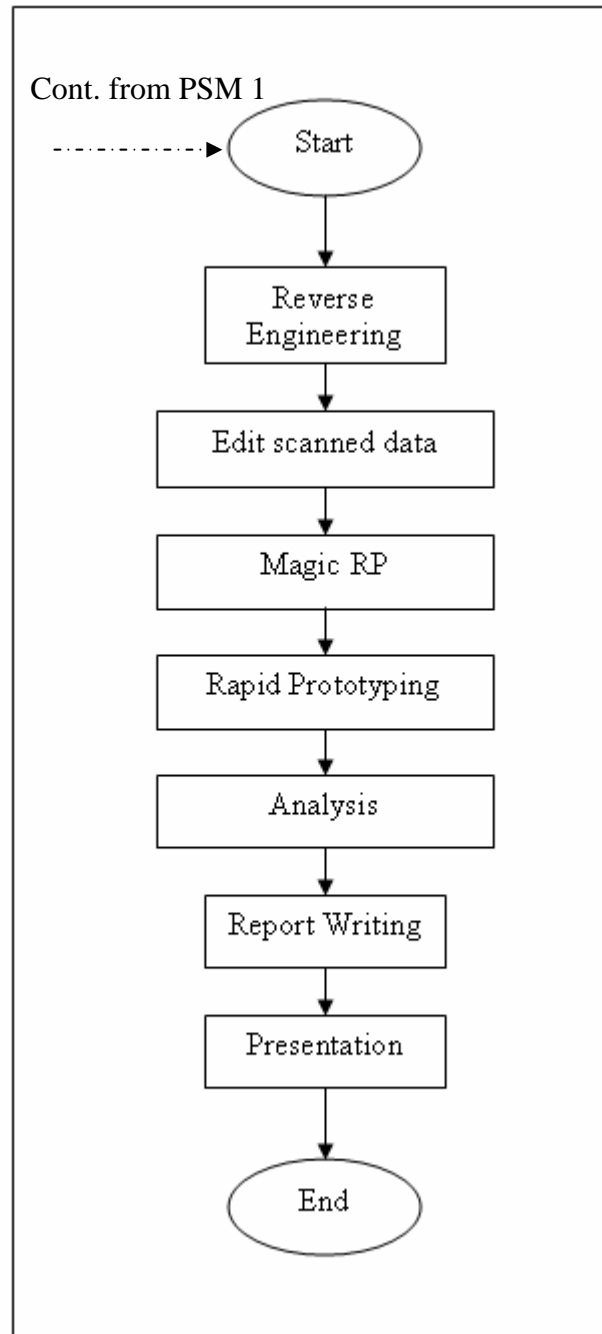 Cont. from PSM 1
Start
Reverse
Engineering
Edit scanned data
Magic RP
Rapid Prototyping
Analysis
Report Writing
Presentation
End